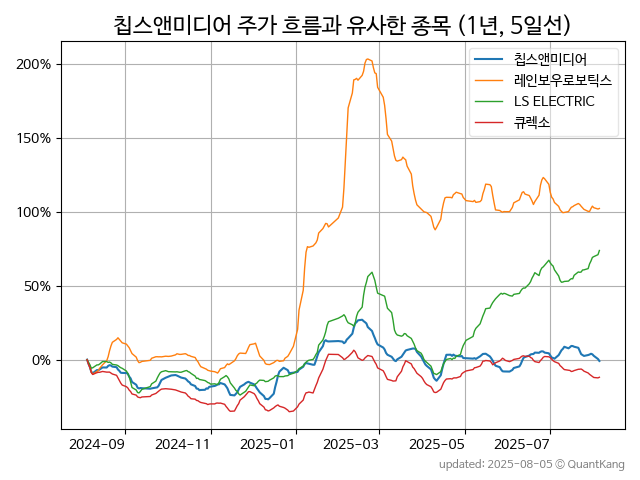 칩스앤미디어 주가 흐름과 유사한 종목 (1년, 5일선)
칩스앤미디어
레인보우로보틱스
LS ELECTRIC
큐렉소
200%
150%
100%
50%
0%
2024-09
2024-11
2025-01
2025-03
2025-05
2025-07
updated: 2025-08-05 © QuantKang